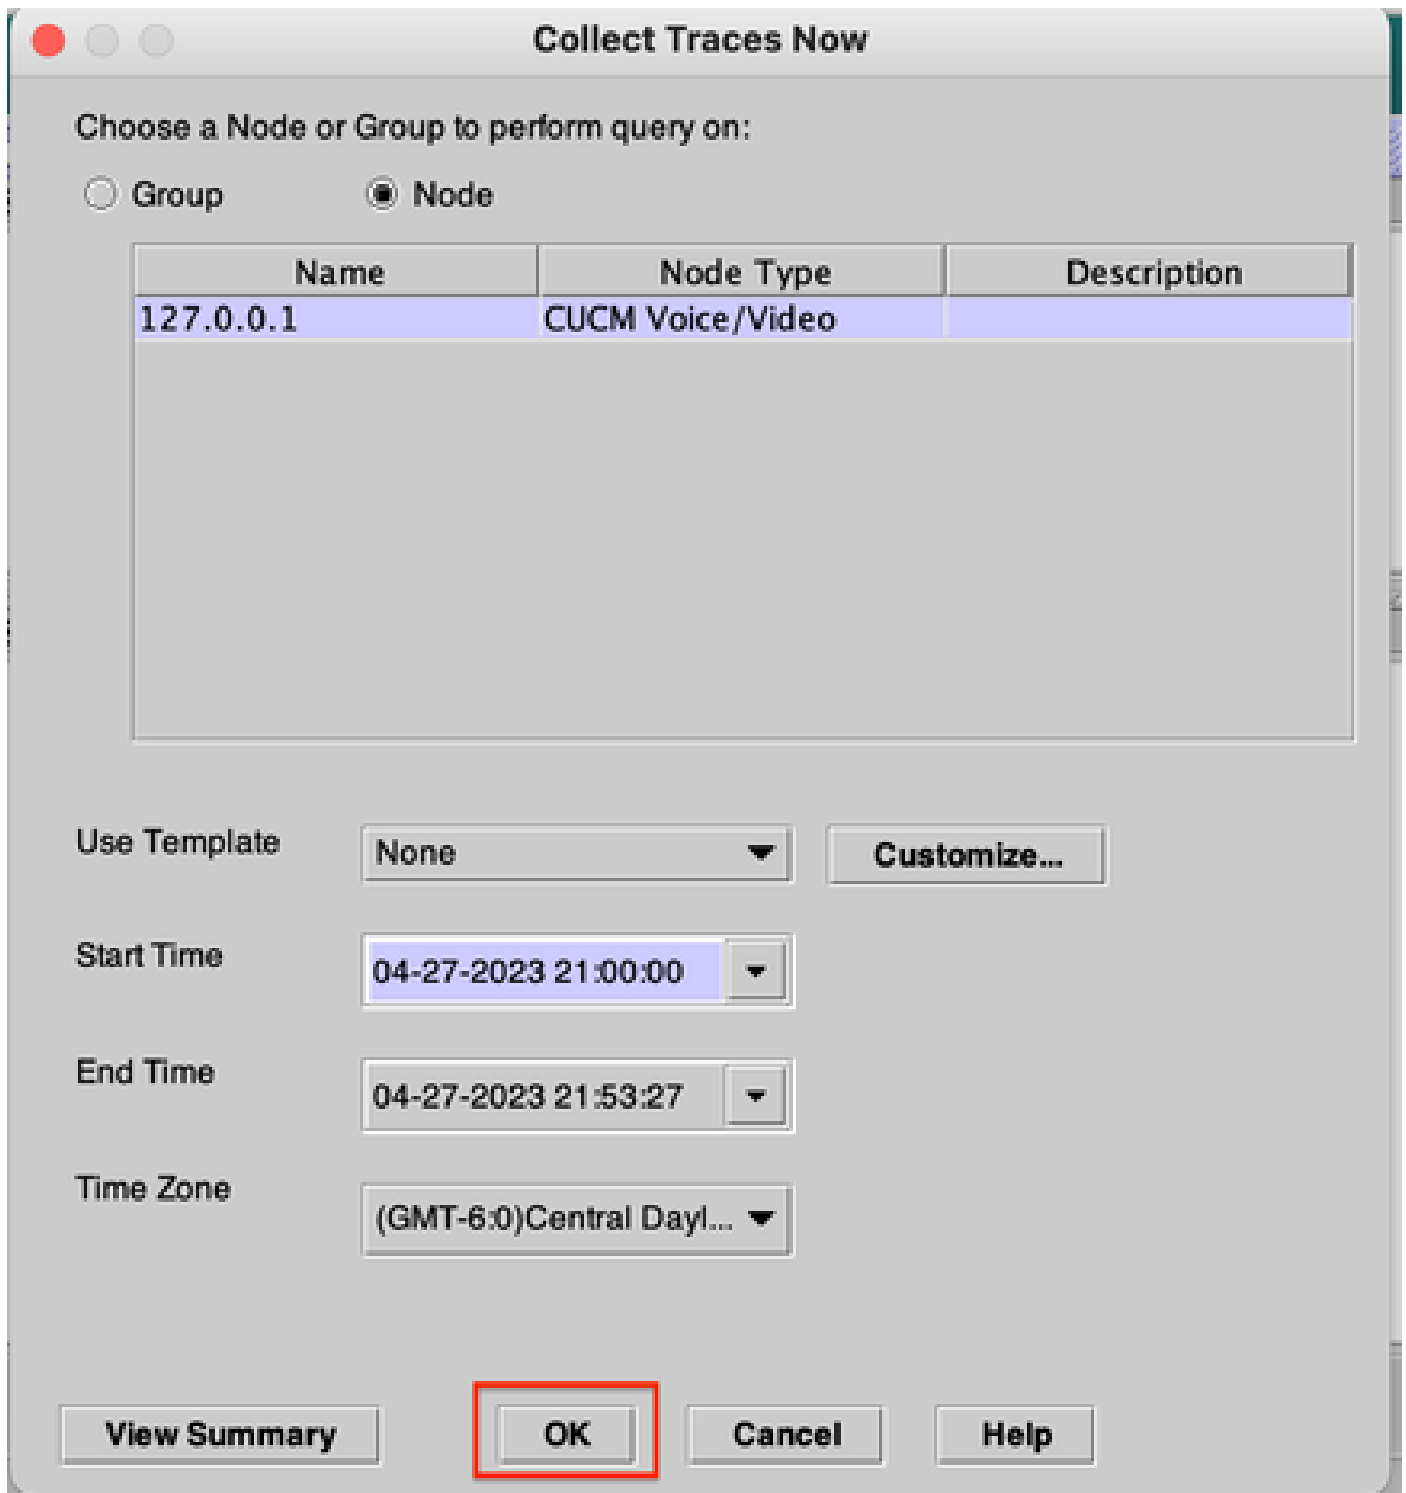 Collect Traces Now
Choose a Node or Group to perform query on:
Group Node
Name Node Type Description
127.0.0.1 CUCM Voice/Video
Use Template None Customize...
Start Time 04-27-2023 21:00:00
End Time 04-27-2023 21:53:27
Time Zone (GMT-6:0)Central Dayl...
View Summary OK Cancel Help